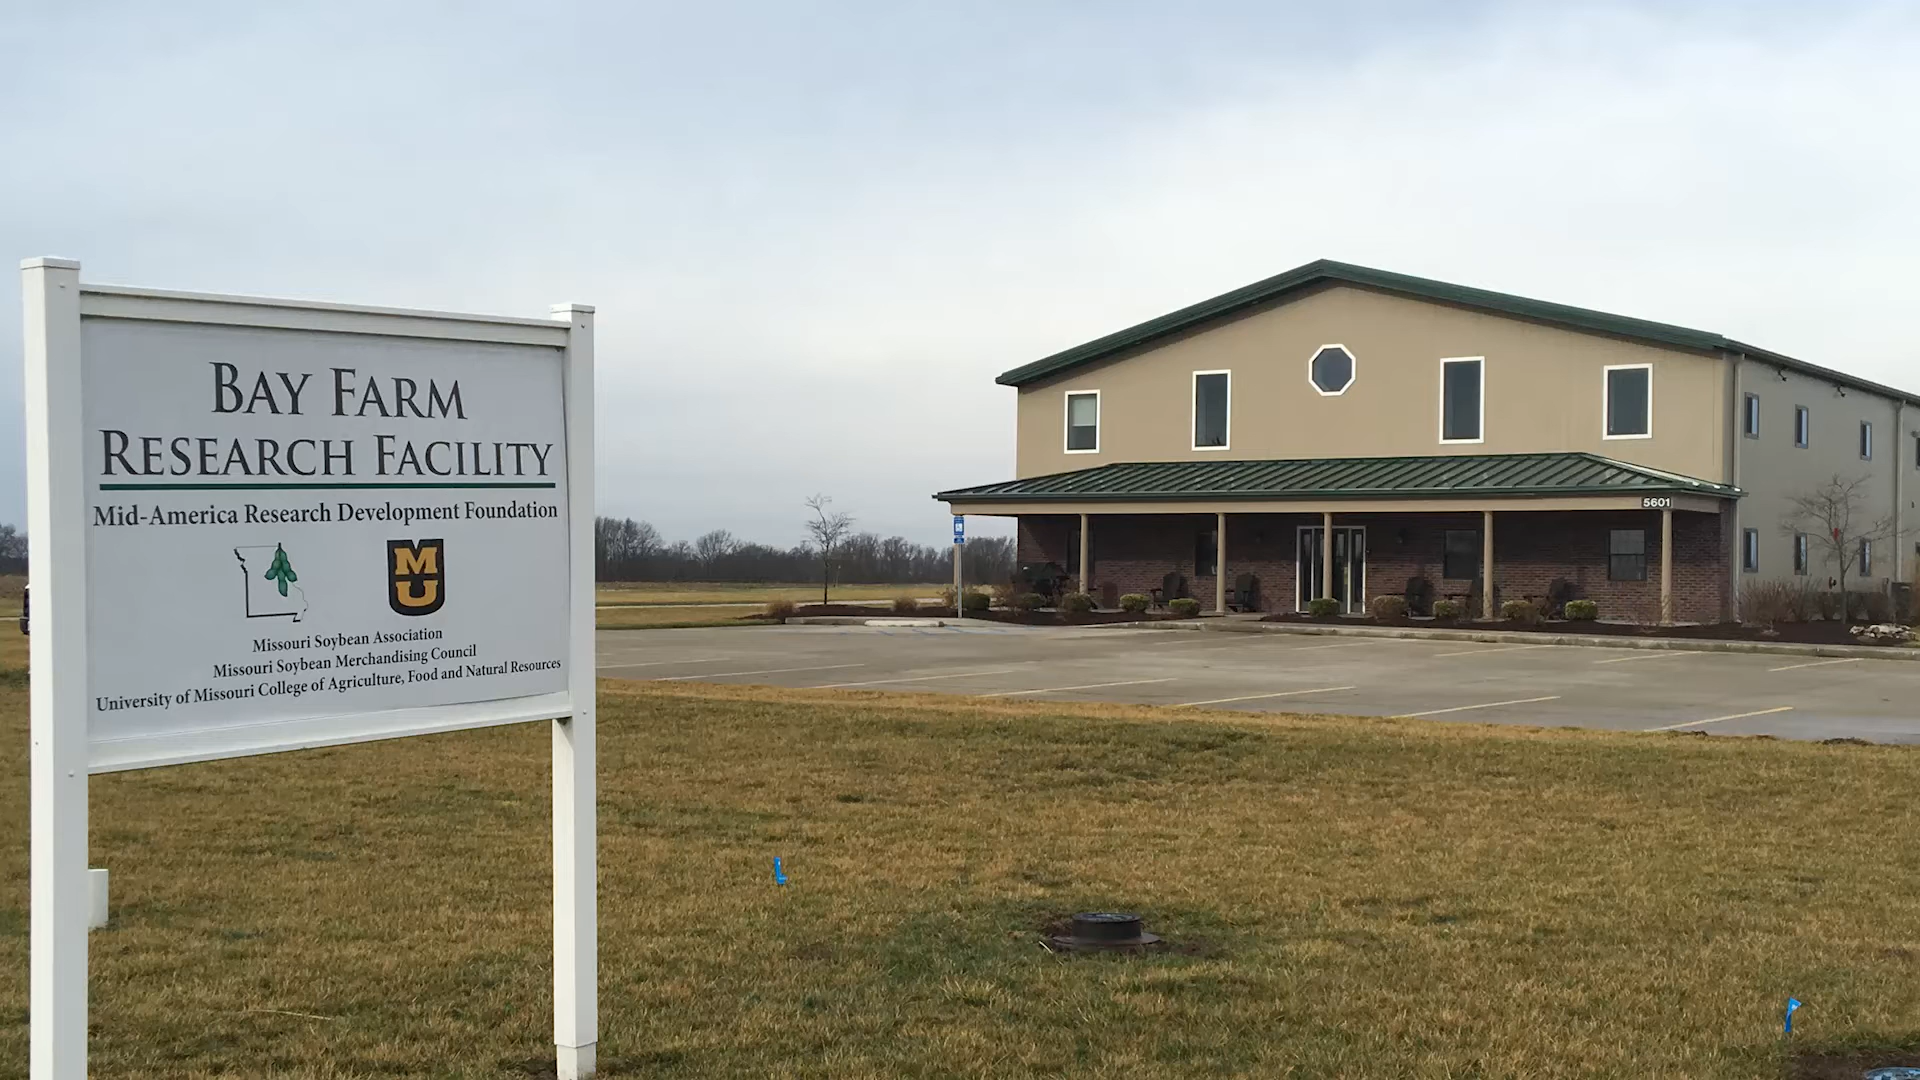 BAY FARM
RESEARCH FACILITY
Mid-America Research Development Foundation
MU
Missouri Soybean Association
Missouri Soybean Merchandising Council
University of Missouri College of Agriculture, Food and Natural Resources
5601